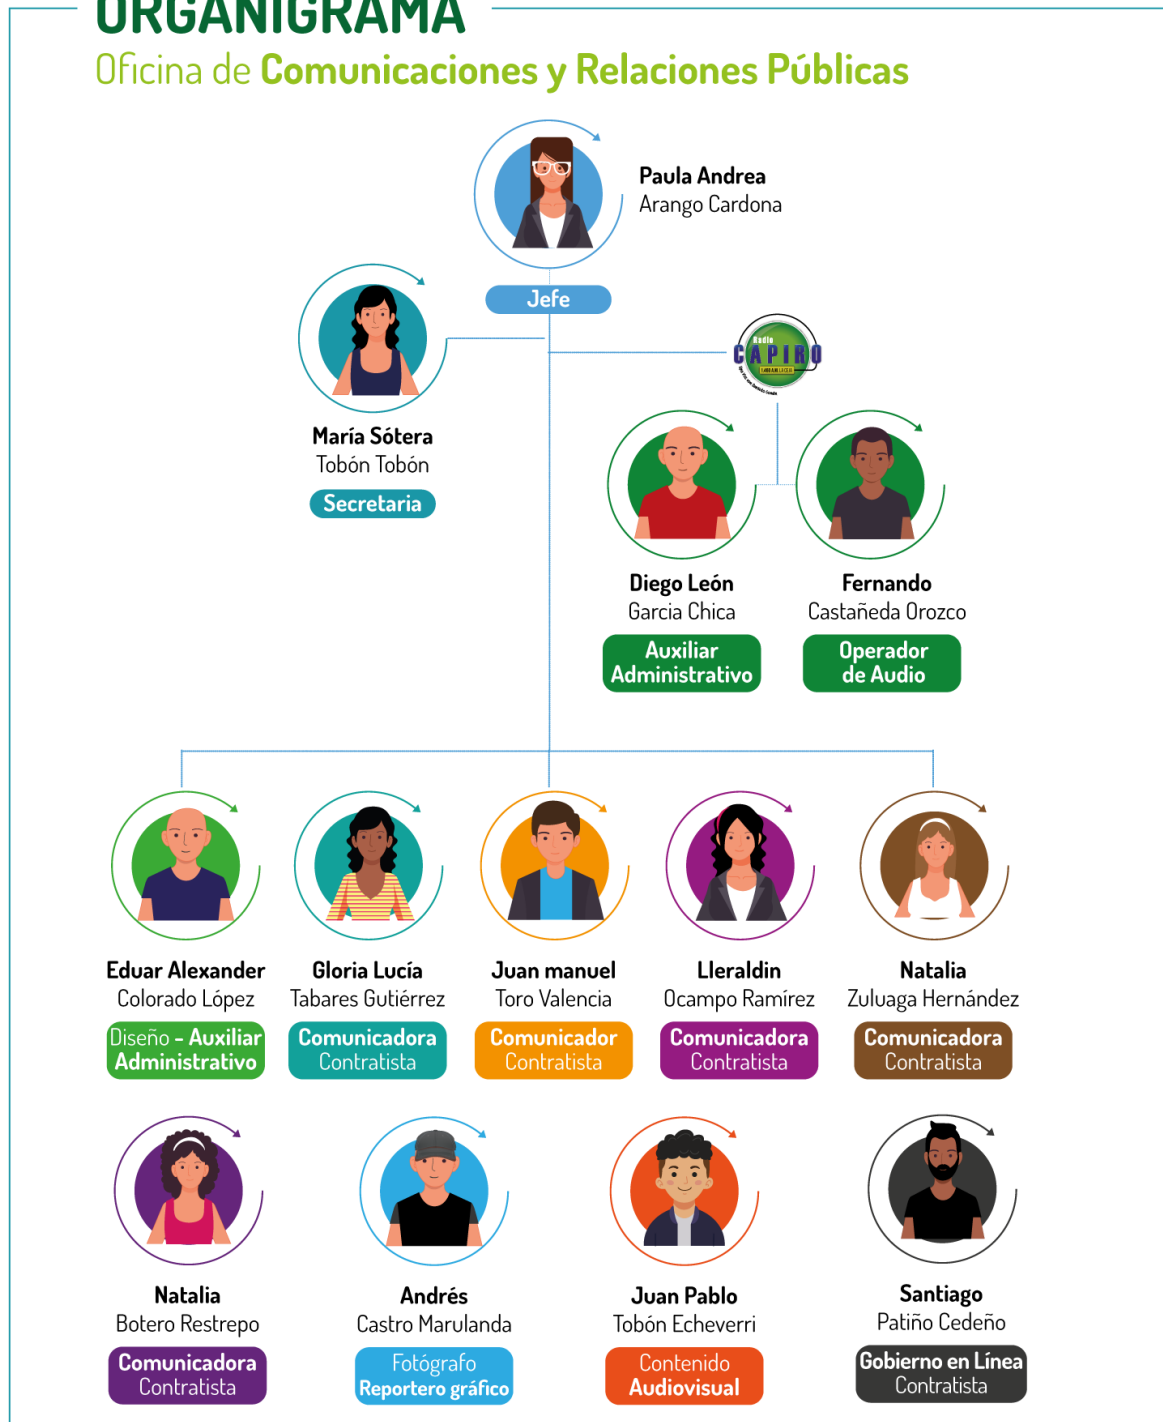 ORGANIGRAMA
Oficina de Comunicaciones y Relaciones Públicas
Paula Andrea
Arango Cardona
Jefe
María Sótera
Tobón Tobón
Secretaria
Radio
CAPIRO
Diego León
Garcia Chica
Auxiliar
Administrativo
Fernando
Castañeda Orozco
Operador
de Audio
Eduar Alexander
Colorado López
Diseño - Auxiliar
Administrativo
Gloria Lucía
Tabares Gutiérrez
Comunicadora
Contratista
Juan manuel
Toro Valencia
Comunicador
Contratista
Lleraldin
Ocampo Ramírez
Comunicadora
Contratista
Natalia
Zuluaga Hernández
Comunicadora
Contratista
Natalia
Botero Restrepo
Comunicadora
Contratista
Andrés
Castro Marulanda
Fotógrafo
Reportero gráfico
Juan Pablo
Tobón Echeverri
Contenido
Audiovisual
Santiago
Patiño Cedeño
Gobierno en Línea
Contratista